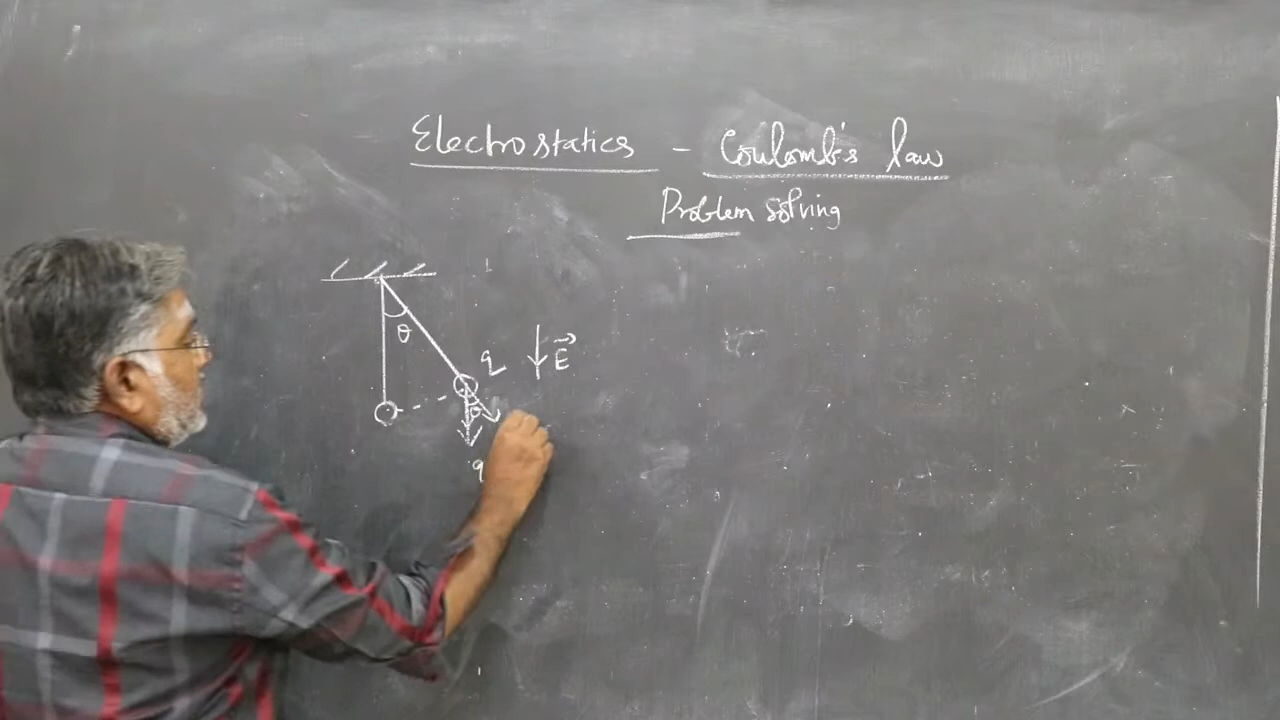 Electrostatics - Coulomb's law
Problem solving
θ
q
E⃗
θ
q